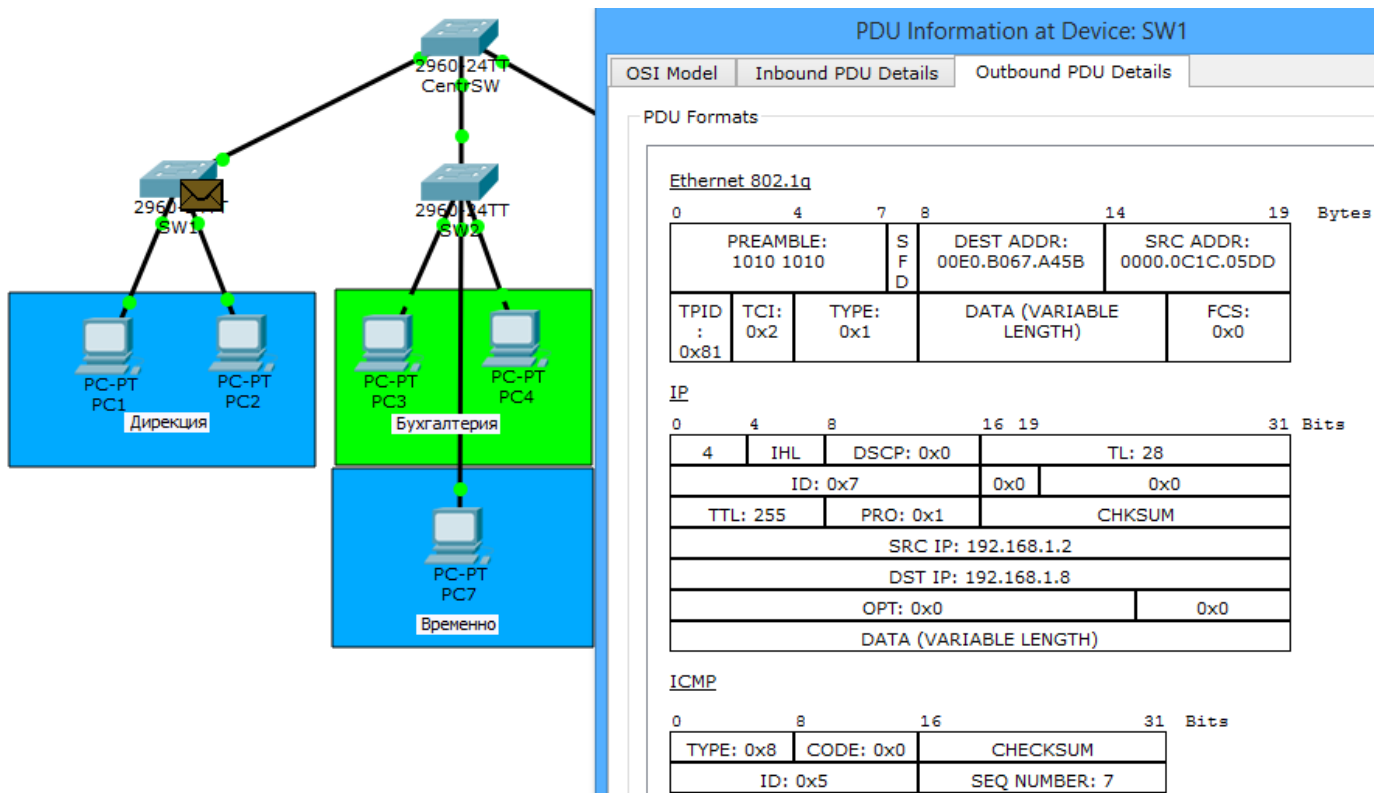 2960-24TT
CentrSW
SW1
2960-24TT
SW2
PC-PT
PC1
PC-PT
PC2
Дирекция
PC-PT
PC3
PC-PT
PC4
Бухгалтерия
PC-PT
PC7
Временно
PDU Information at Device: SW1
OSI Model
Inbound PDU Details
Outbound PDU Details
PDU Formats
Ethernet 802.1q
0 4 7 8 14 19 Bytes
PREAMBLE:
1010 1010
S
F
D
DEST ADDR:
00E0.B067.A45B
SRC ADDR:
0000.0C1C.05DD
TPID
:
0x81
TCI:
0x2
TYPE:
0x1
DATA (VARIABLE
LENGTH)
FCS:
0x0
IP
0 4 8 16 19 31 Bits
4 IHL DSCP: 0x0 TL: 28
ID: 0x7 0x0 0x0
TTL: 255 PRO: 0x1 CHKSUM
SRC IP: 192.168.1.2
DST IP: 192.168.1.8
OPT: 0x0 0x0
DATA (VARIABLE LENGTH)
ICMP
0 8 16 31 Bits
TYPE: 0x8 CODE: 0x0 CHECKSUM
ID: 0x5 SEQ NUMBER: 7